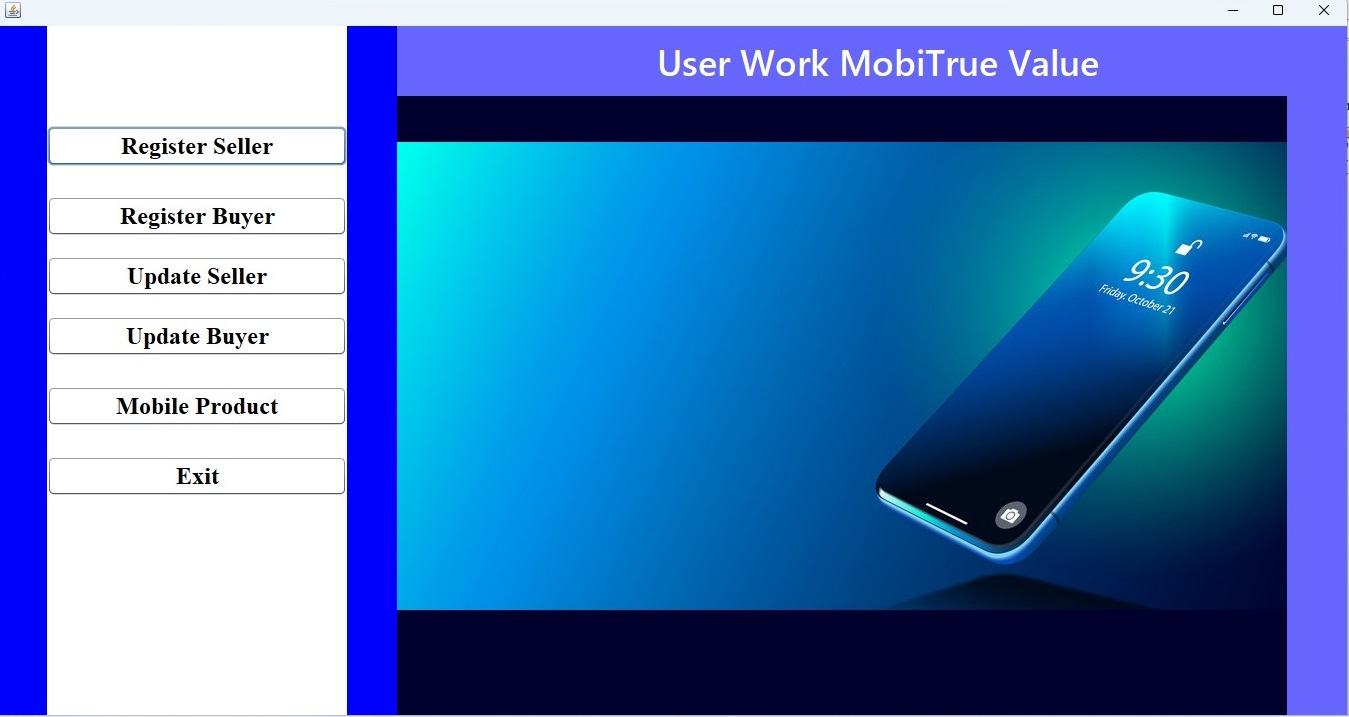 User Work MobiTrue Value
Register Seller
Register Buyer
Update Seller
Update Buyer
Mobile Product
Exit
9:30
Friday, October 21